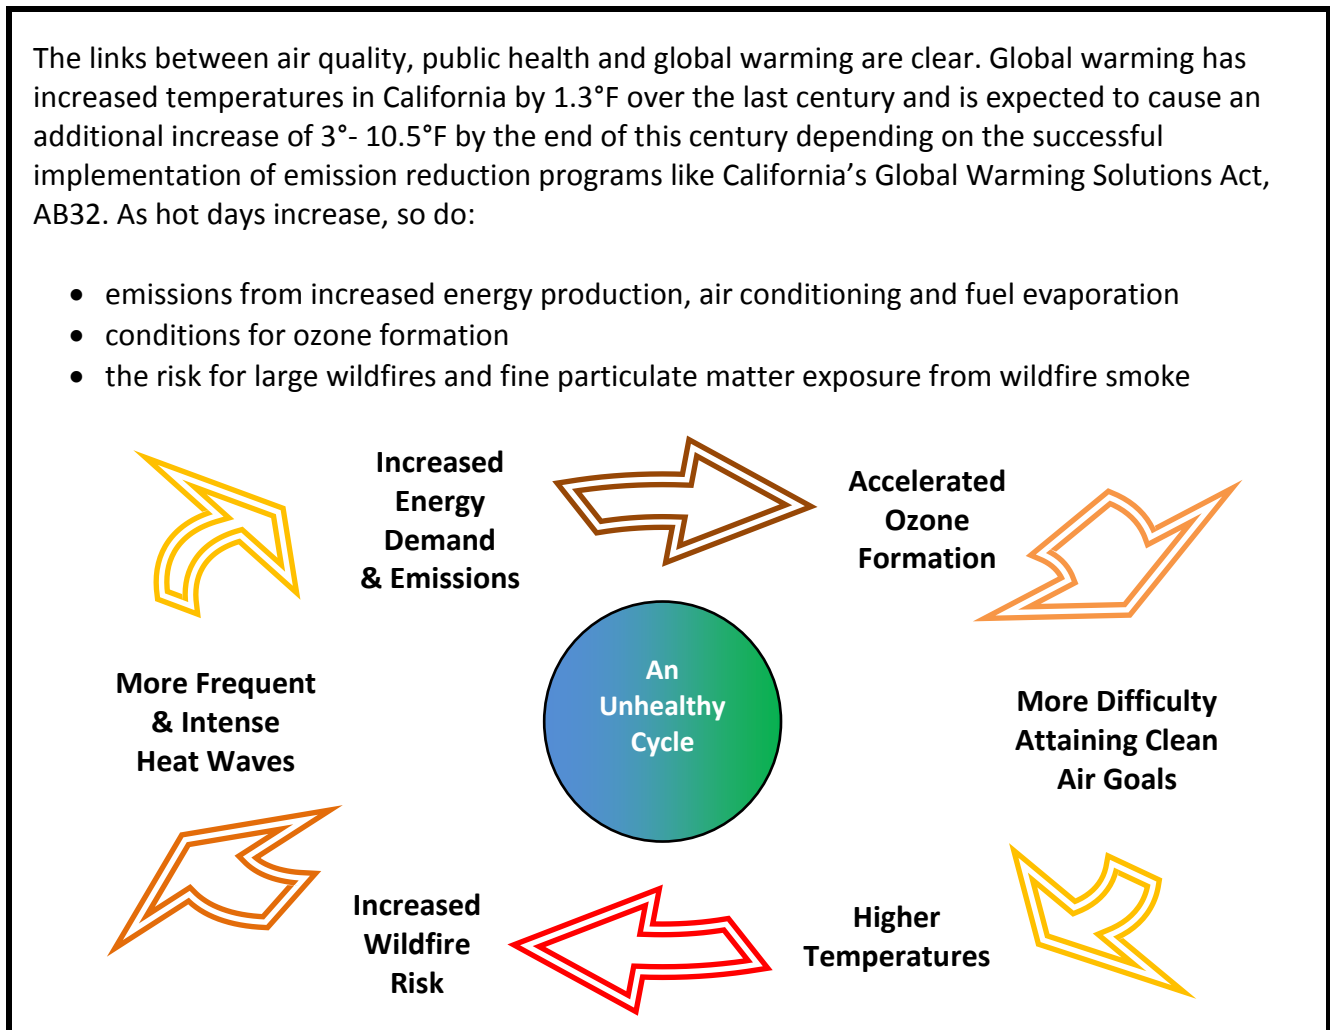 The links between air quality, public health and global warming are clear. Global warming has
increased temperatures in California by 1.3°F over the last century and is expected to cause an
additional increase of 3°- 10.5°F by the end of this century depending on the successful
implementation of emission reduction programs like California’s Global Warming Solutions Act,
AB32. As hot days increase, so do:
• emissions from increased energy production, air conditioning and fuel evaporation
• conditions for ozone formation
• the risk for large wildfires and fine particulate matter exposure from wildfire smoke
Increased
Energy
Demand
& Emissions
Accelerated
Ozone
Formation
More Difficulty
Attaining Clean
Air Goals
Higher
Temperatures
Increased
Wildfire
Risk
More Frequent
& Intense
Heat Waves
An
Unhealthy
Cycle